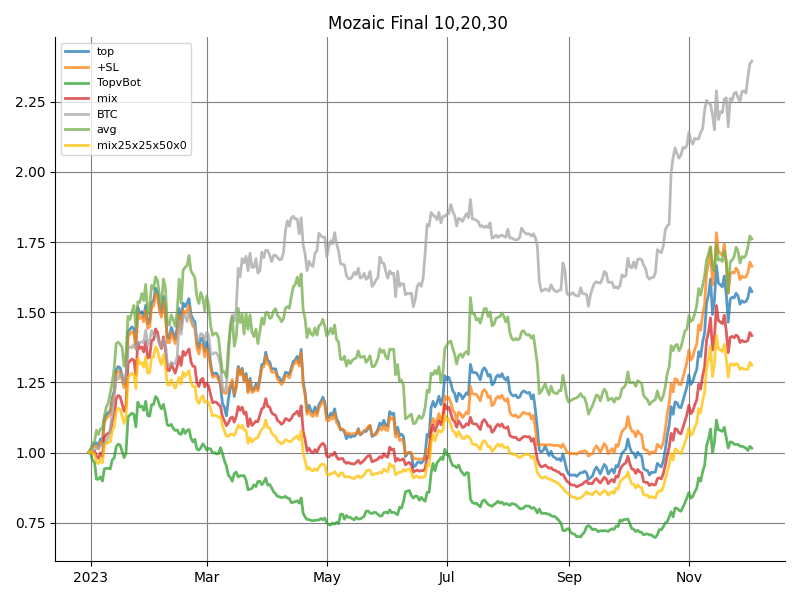 Mozaic Final 10,20,30
top
+SL
TopvBot
mix
BTC
avg
mix25x25x50x0
2.25
2.00
1.75
1.50
1.25
1.00
0.75
2023 Mar May Jul Sep Nov